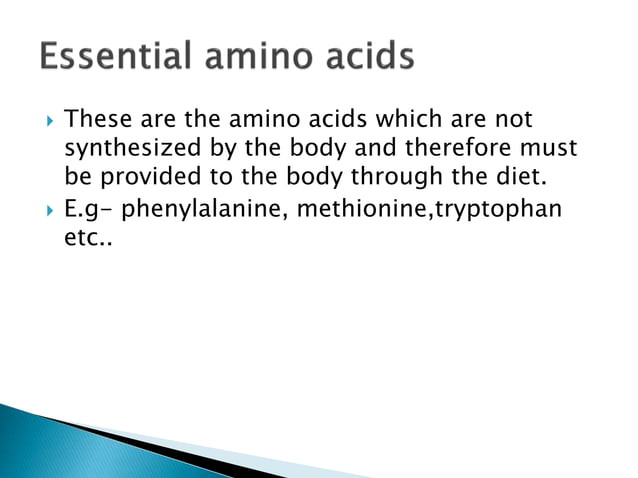 Essential amino acids
These are the amino acids which are not
synthesized by the body and therefore must
be provided to the body through the diet.
E.g- phenylalanine, methionine,tryptophan
etc..